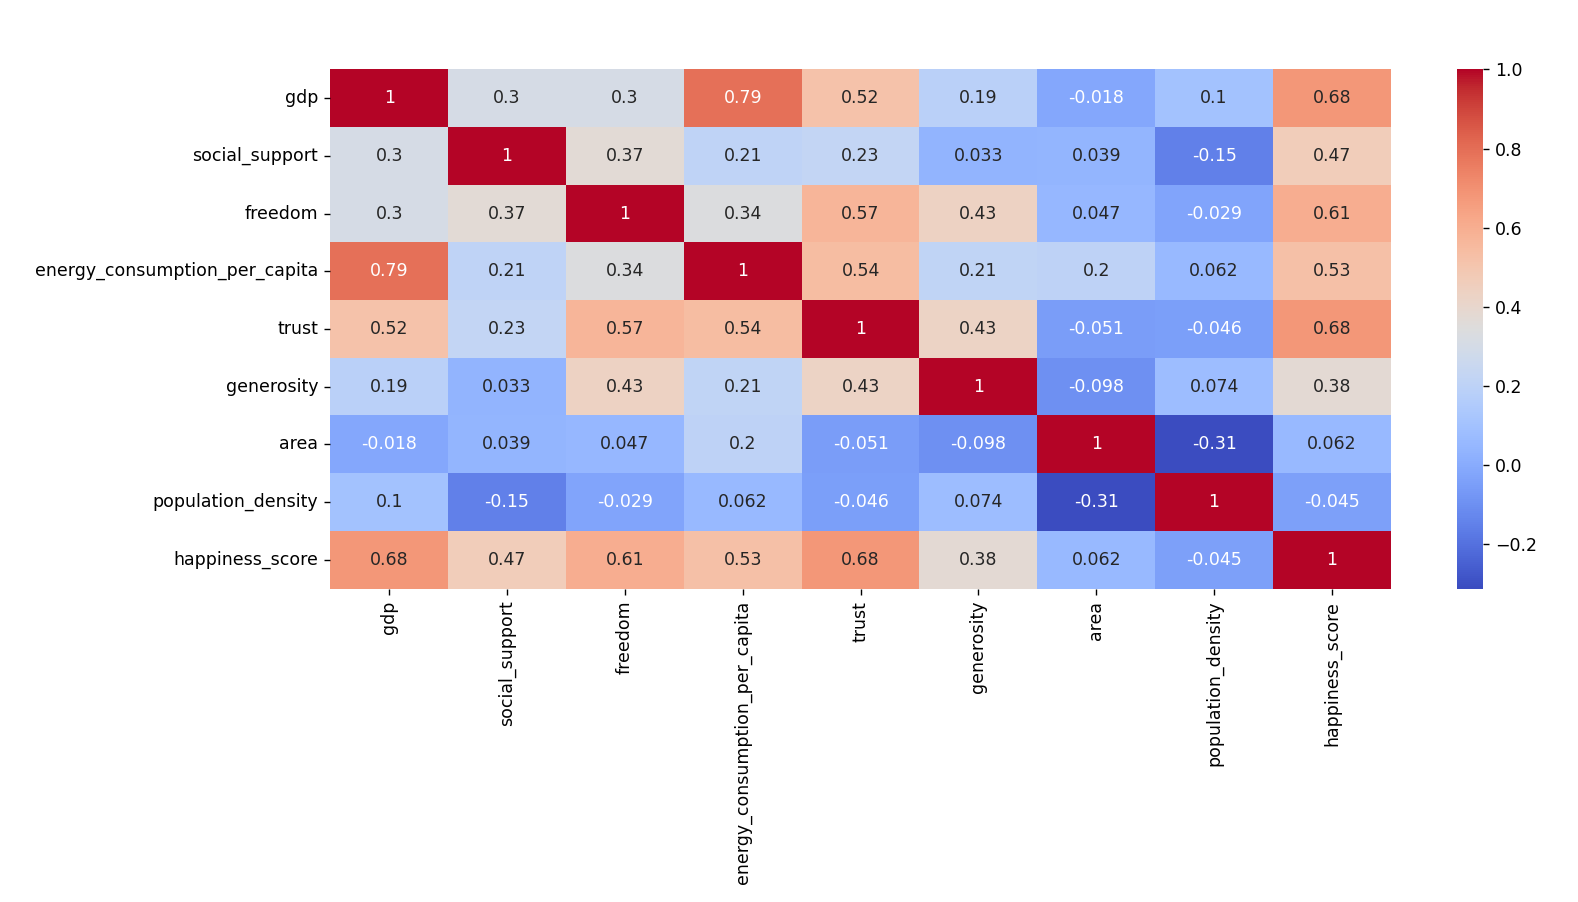 gdp 1 0.3 0.3 0.79 0.52 0.19 -0.018 0.1 0.68
social_support 0.3 1 0.37 0.21 0.23 0.033 0.039 -0.15 0.47
freedom 0.3 0.37 1 0.34 0.57 0.43 0.047 -0.029 0.61
energy_consumption_per_capita 0.79 0.21 0.34 1 0.54 0.21 0.2 0.062 0.53
trust 0.52 0.23 0.57 0.54 1 0.43 -0.051 -0.046 0.68
generosity 0.19 0.033 0.43 0.21 0.43 1 -0.098 0.074 0.38
area -0.018 0.039 0.047 0.2 -0.051 -0.098 1 -0.31 0.062
population_density 0.1 -0.15 -0.029 0.062 -0.046 0.074 -0.31 1 -0.045
happiness_score 0.68 0.47 0.61 0.53 0.68 0.38 0.062 -0.045 1
gdp
social_support
freedom
energy_consumption_per_capita
trust
generosity
area
population_density
happiness_score
1.0
0.8
0.6
0.4
0.2
0.0
−0.2